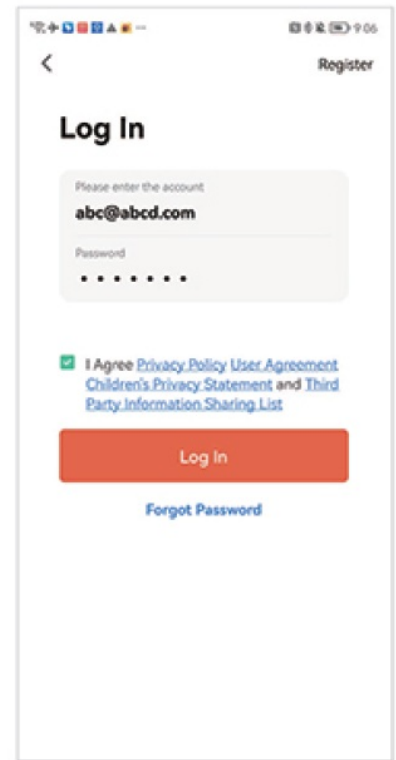 9:06
Register
Log In
Please enter the account
abc@abcd.com
Password
I Agree Privacy Policy User Agreement
Children's Privacy Statement and Third
Party Information Sharing List
Log In
Forgot Password